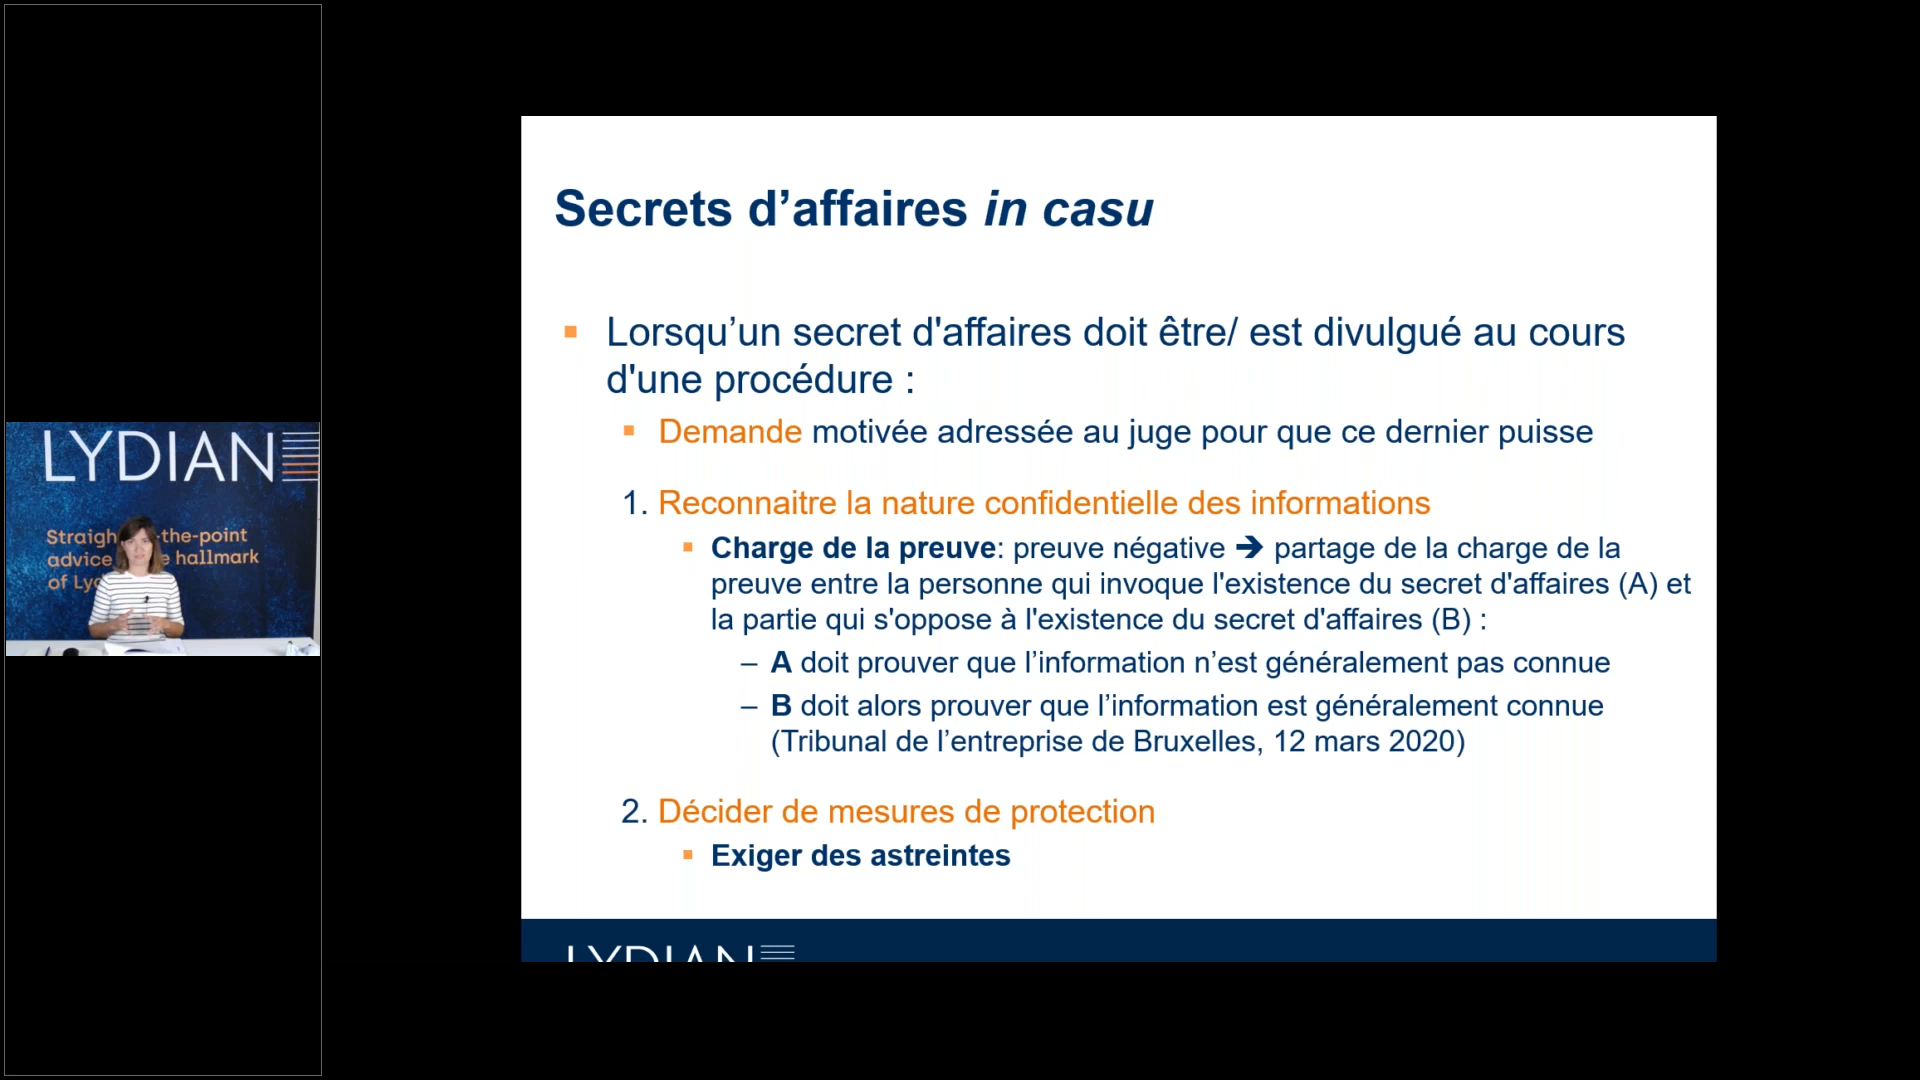 LYDIAN
Straigh -the-point
advice e hallmark
of Lyd
Secrets d’affaires in casu
▪ Lorsqu’un secret d'affaires doit être/ est divulgué au cours
d'une procédure :
▪ Demande motivée adressée au juge pour que ce dernier puisse
1. Reconnaitre la nature confidentielle des informations
▪ Charge de la preuve: preuve négative ➔ partage de la charge de la
preuve entre la personne qui invoque l'existence du secret d'affaires (A) et
la partie qui s'oppose à l'existence du secret d'affaires (B) :
– A doit prouver que l’information n’est généralement pas connue
– B doit alors prouver que l’information est généralement connue
(Tribunal de l’entreprise de Bruxelles, 12 mars 2020)
2. Décider de mesures de protection
▪ Exiger des astreintes
LYDIAN